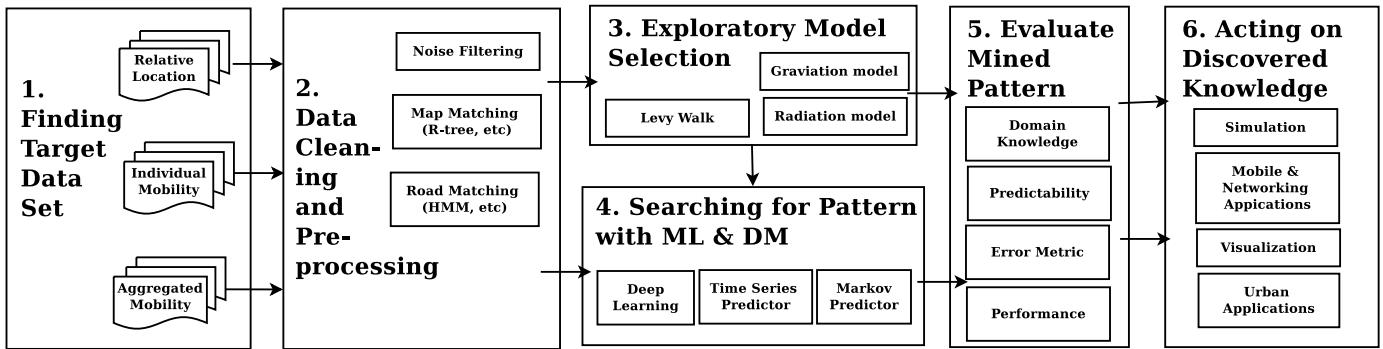 1.
Finding
Target
Data
Set
Relative
Location
Individual
Mobility
Aggregated
Mobility
2.
Data
Clean-
ing
and
Pre-
processing
Noise Filtering
Map Matching
(R-tree, etc)
Road Matching
(HMM, etc)
3. Exploratory Model
Selection
Graviation model
Levy Walk
Radiation model
4. Searching for Pattern
with ML & DM
Deep
Learning
Time Series
Predictor
Markov
Predictor
5. Evaluate
Mined
Pattern
Domain
Knowledge
Predictability
Error Metric
Performance
6. Acting on
Discovered
Knowledge
Simulation
Mobile &
Networking
Appications
Visualization
Urban
Applications